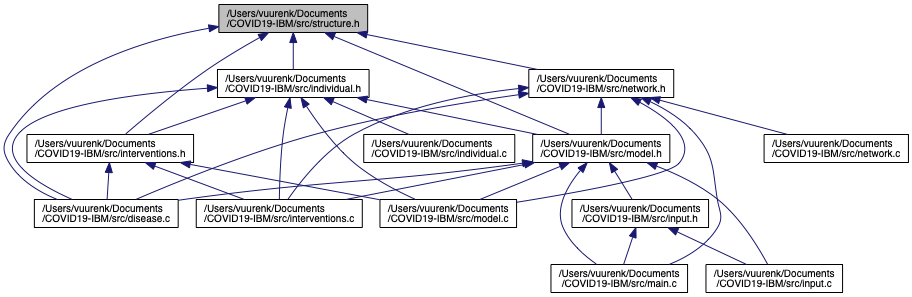 /Users/vuurenk/Documents
/COVID19-IBM/src/structure.h
/Users/vuurenk/Documents
/COVID19-IBM/src/individual.h
/Users/vuurenk/Documents
/COVID19-IBM/src/network.h
/Users/vuurenk/Documents
/COVID19-IBM/src/interventions.h
/Users/vuurenk/Documents
/COVID19-IBM/src/individual.c
/Users/vuurenk/Documents
/COVID19-IBM/src/model.h
/Users/vuurenk/Documents
/COVID19-IBM/src/network.c
/Users/vuurenk/Documents
/COVID19-IBM/src/disease.c
/Users/vuurenk/Documents
/COVID19-IBM/src/interventions.c
/Users/vuurenk/Documents
/COVID19-IBM/src/model.c
/Users/vuurenk/Documents
/COVID19-IBM/src/input.h
/Users/vuurenk/Documents
/COVID19-IBM/src/main.c
/Users/vuurenk/Documents
/COVID19-IBM/src/input.c